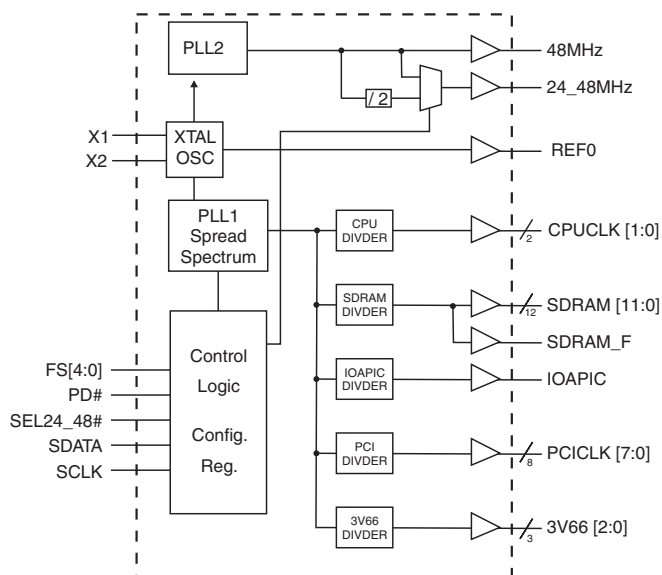 PLL2
48MHz
/ 2
24_48MHz
X1
X2
XTAL
OSC
REF0
PLL1
Spread
Spectrum
CPU
DIVDER
2
CPUCLK [1:0]
SDRAM
DIVDER
12
SDRAM [11:0]
SDRAM_F
Control
Logic
Config.
Reg.
FS[4:0]
PD#
SEL24_48#
SDATA
SCLK
IOAPIC
DIVDER
IOAPIC
PCI
DIVDER
8
PCICLK [7:0]
3V66
DIVDER
3
3V66 [2:0]